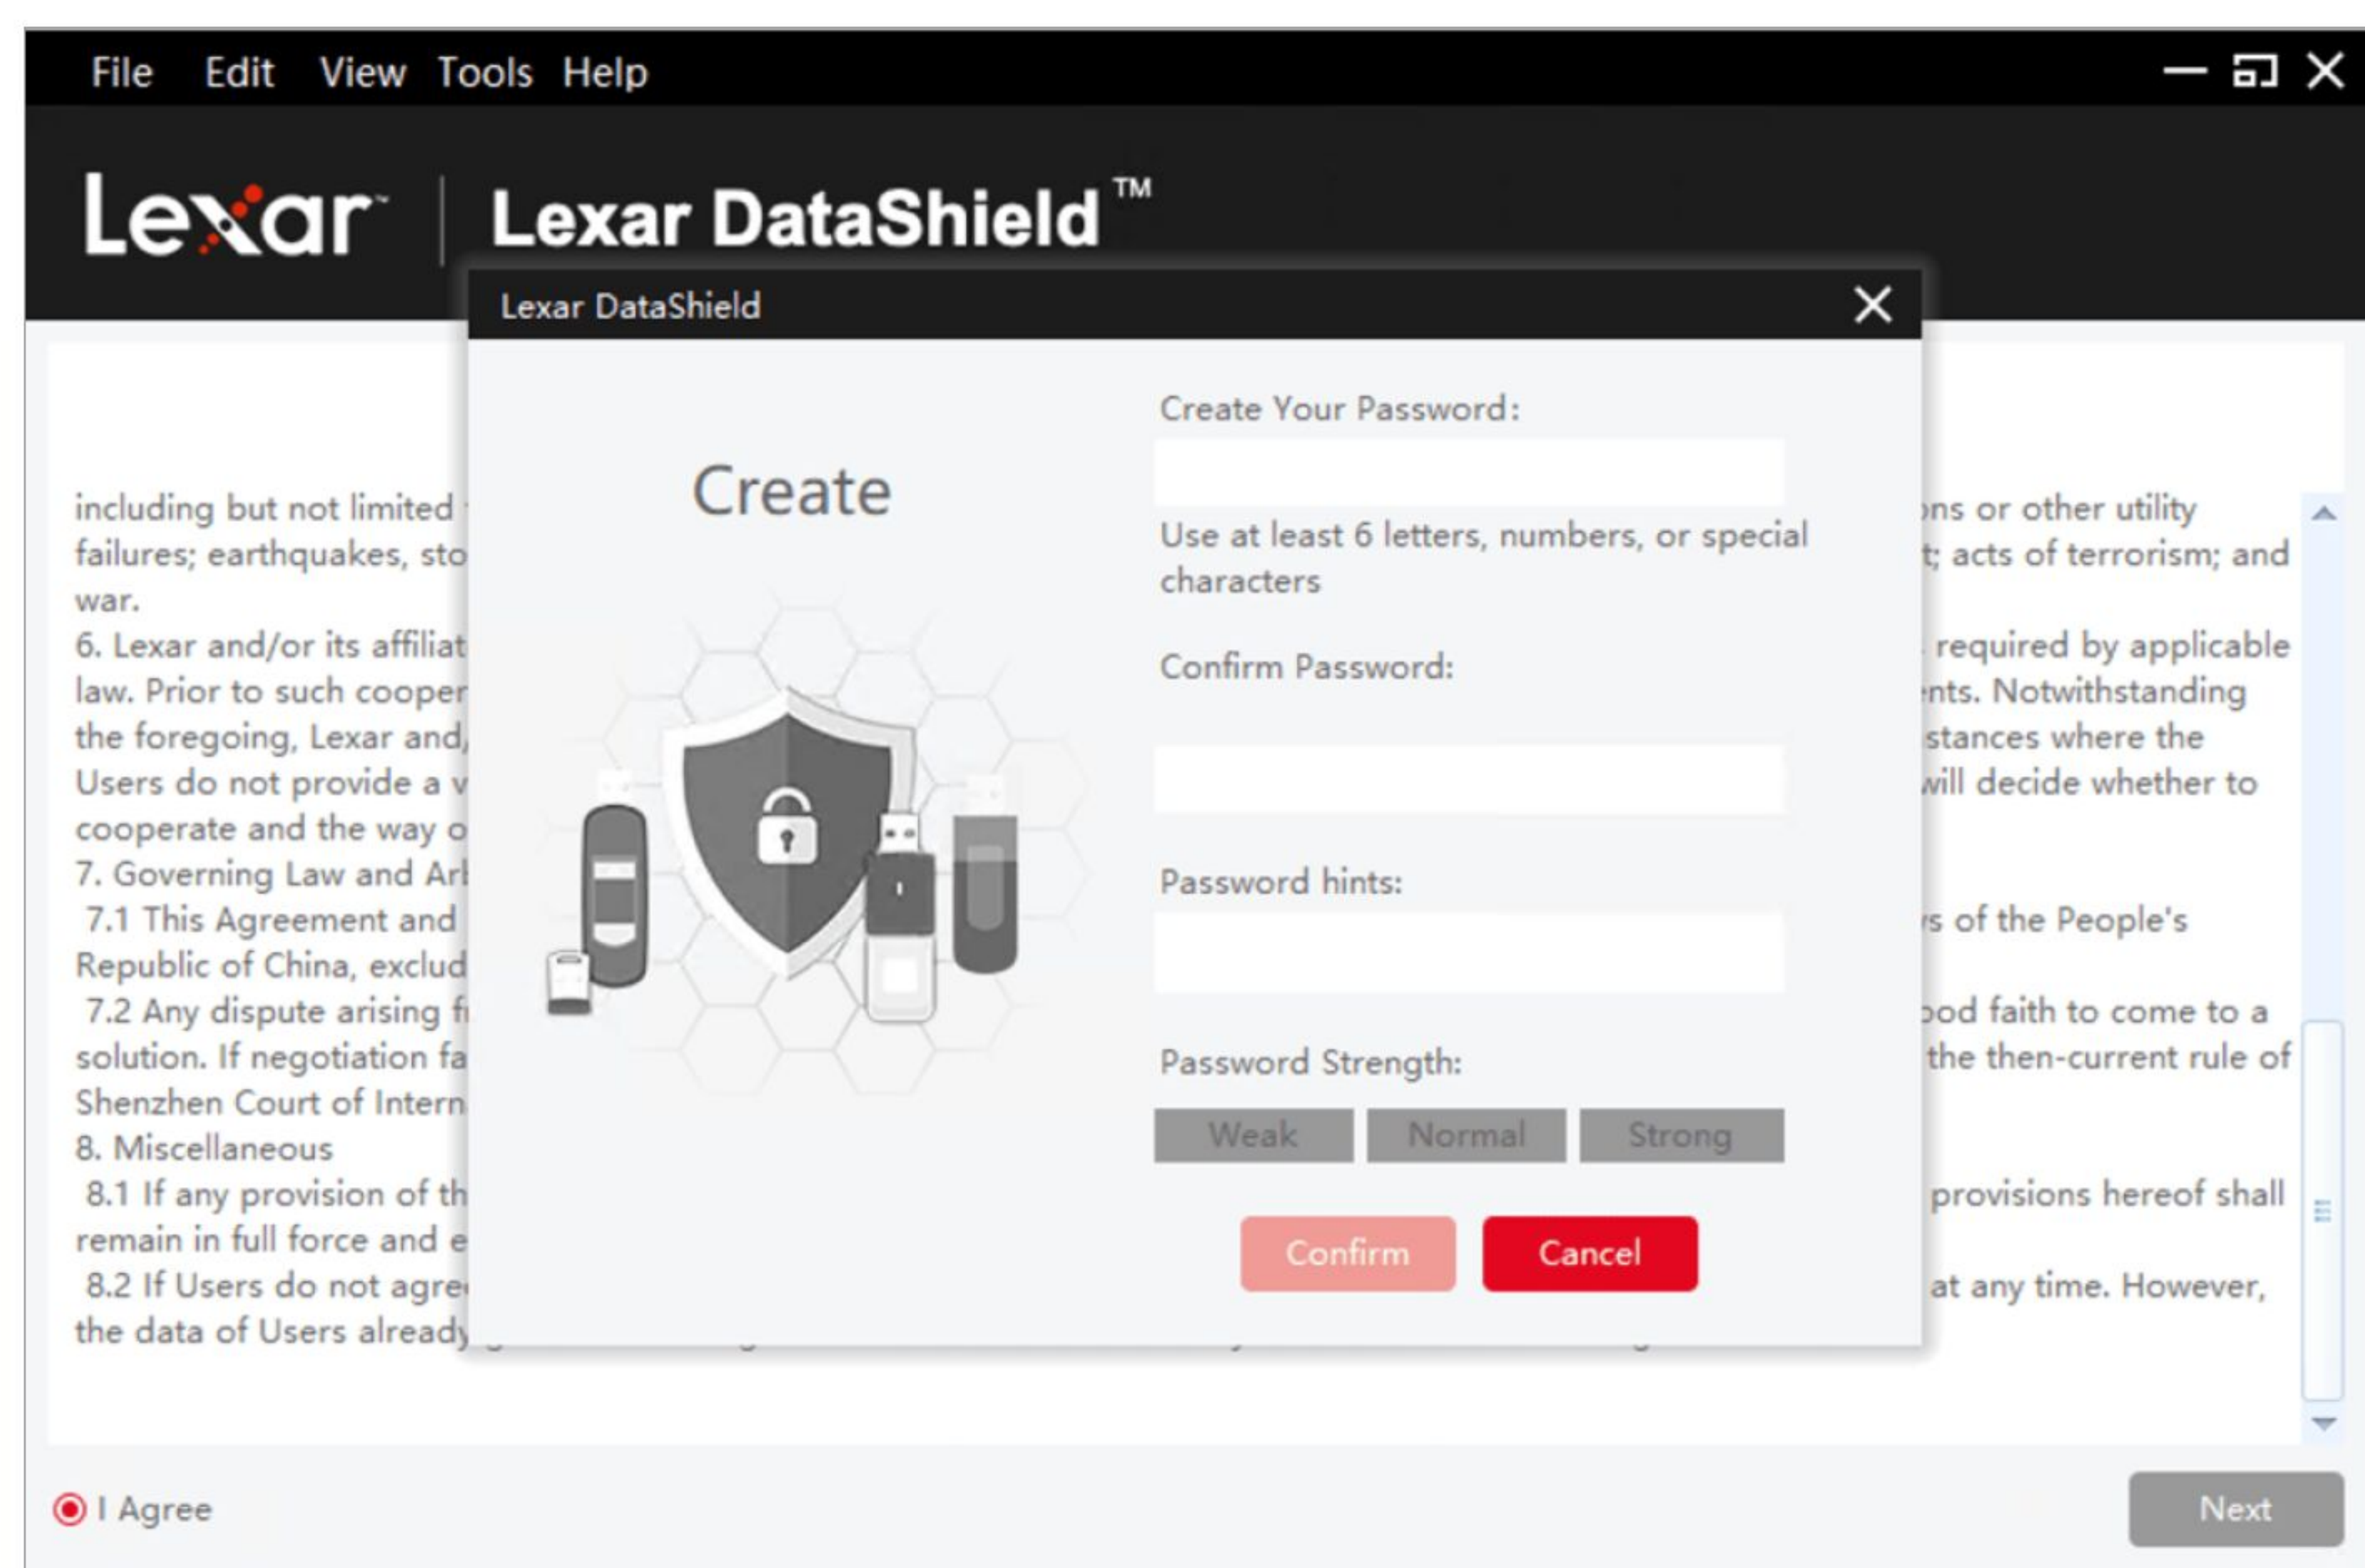 File Edit View Tools Help
Lexar™ Lexar DataShield™
Lexar DataShield
Create
Create Your Password:
Use at least 6 letters, numbers, or special
characters
Confirm Password:
Password hints:
Password Strength:
Weak Normal Strong
Confirm Cancel
including but not limited
ons or other utility
failures; earthquakes, sto
t; acts of terrorism; and
war.
6. Lexar and/or its affiliat
required by applicable
law. Prior to such cooper
ents. Notwithstanding
the foregoing, Lexar and/
stances where the
Users do not provide a v
will decide whether to
cooperate and the way o
7. Governing Law and Ar
7.1 This Agreement and
s of the People's
Republic of China, exclud
7.2 Any dispute arising f
ood faith to come to a
solution. If negotiation fa
the then-current rule of
Shenzhen Court of Intern
8. Miscellaneous
8.1 If any provision of th
provisions hereof shall
remain in full force and e
8.2 If Users do not agre
at any time. However,
the data of Users already
I Agree
Next